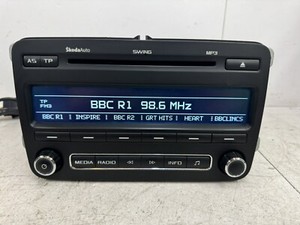 ŠkodaAuto SWING MP3
AS TP
TP
FM3
BBC R1 98.6 MHz
BBC R1 | INSPIRE | BBC R2 | GRT HITS | HEART | BBCLINCS
MEDIA RADIO INFO